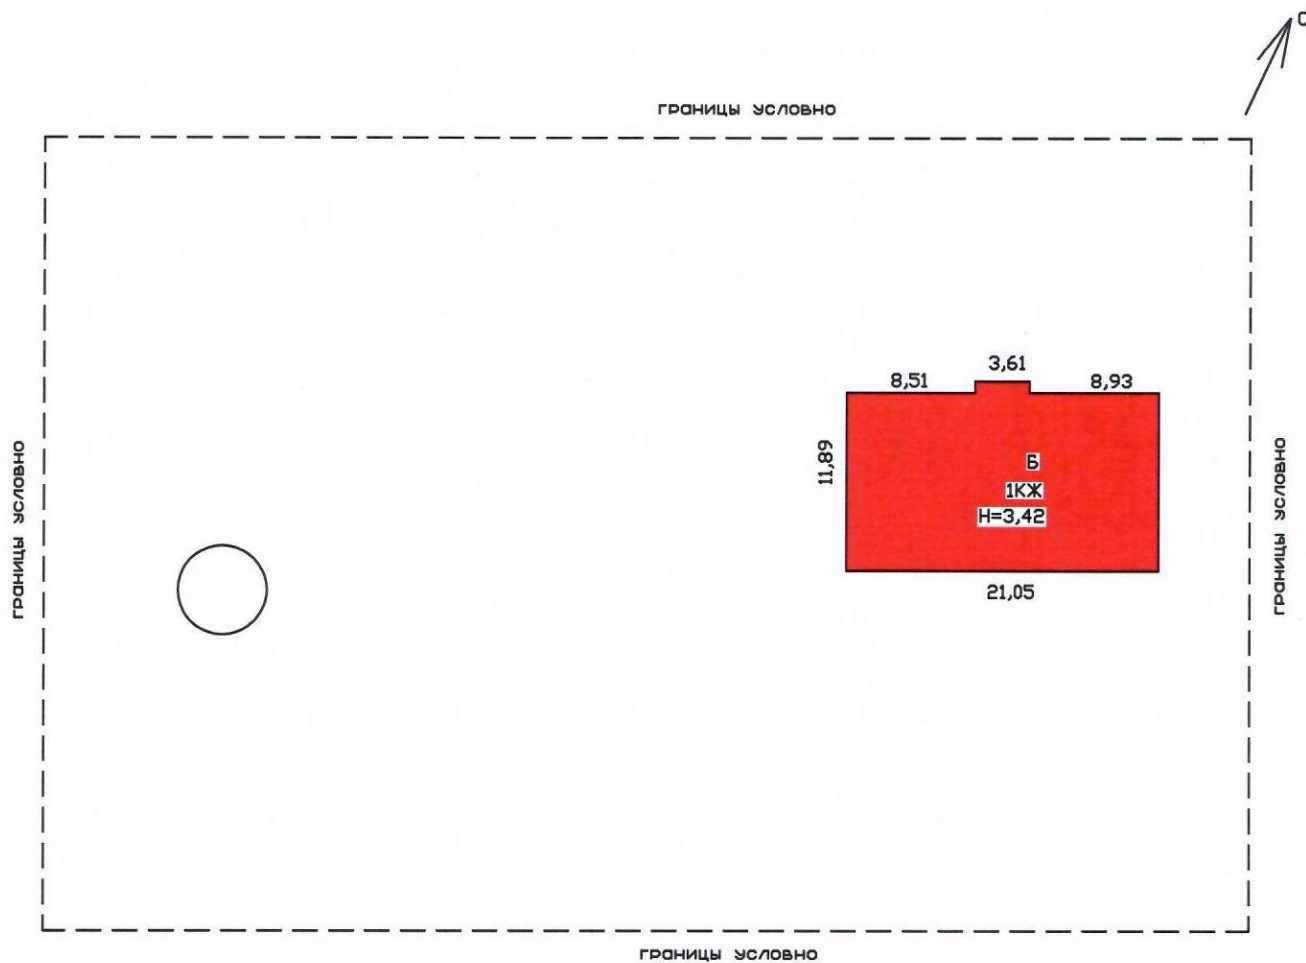 С
ГРАНИЦЫ УСЛОВНО
3,61
8,51
8,93
11,89
Б
1КЖ
Н=3,42
21,05
ГРАНИЦЫ УСЛОВНО
ГРАНИЦЫ УСЛОВНО
ГРАНИЦЫ УСЛОВНО